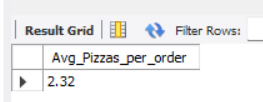 Result Grid Filter Rows:
Avg_Pizzas_per_order
2.32